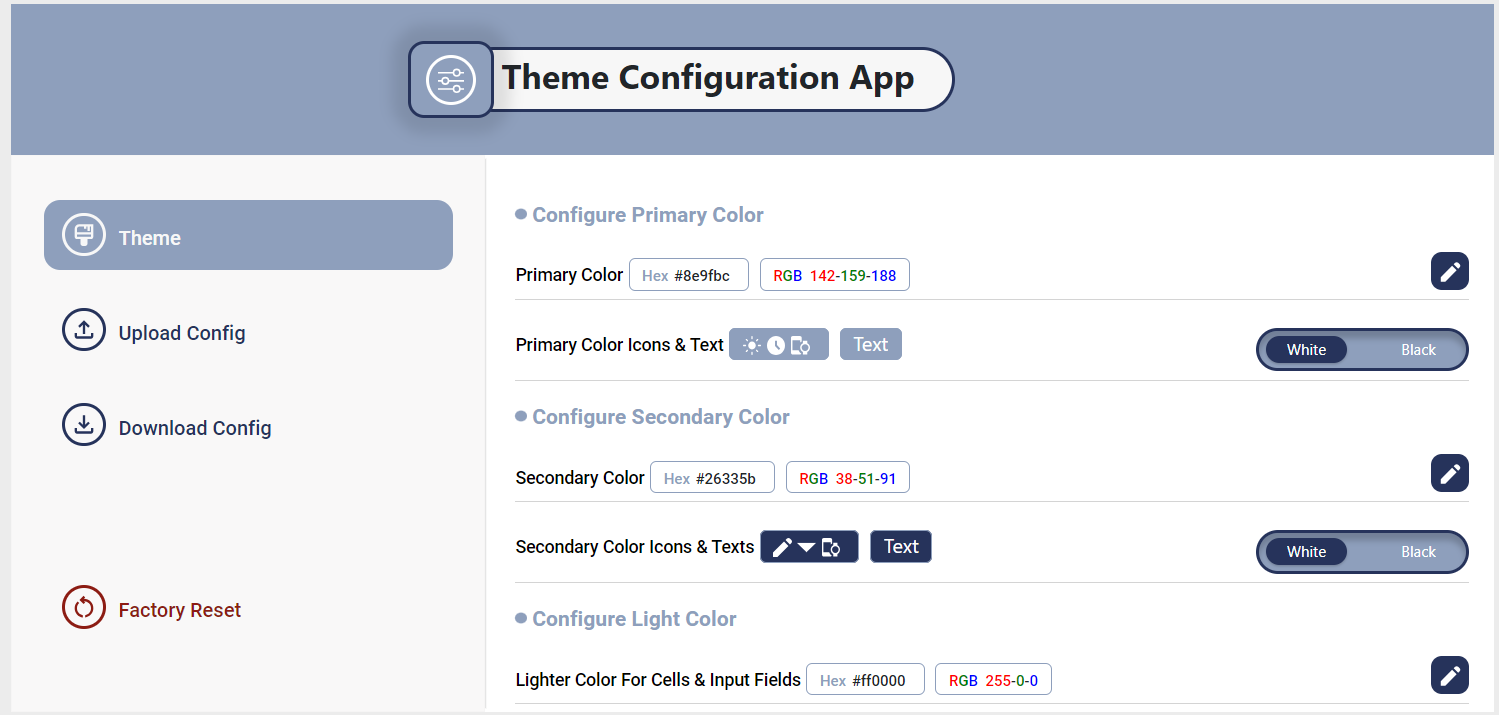 Theme Configuration App
Theme
Upload Config
Download Config
Factory Reset
Configure Primary Color
Primary Color Hex #8e9fbc RGB 142-159-188
Primary Color Icons & Text Text White Black
Configure Secondary Color
Secondary Color Hex #26335b RGB 38-51-91
Secondary Color Icons & Texts Text White Black
Configure Light Color
Lighter Color For Cells & Input Fields Hex #ff0000 RGB 255-0-0